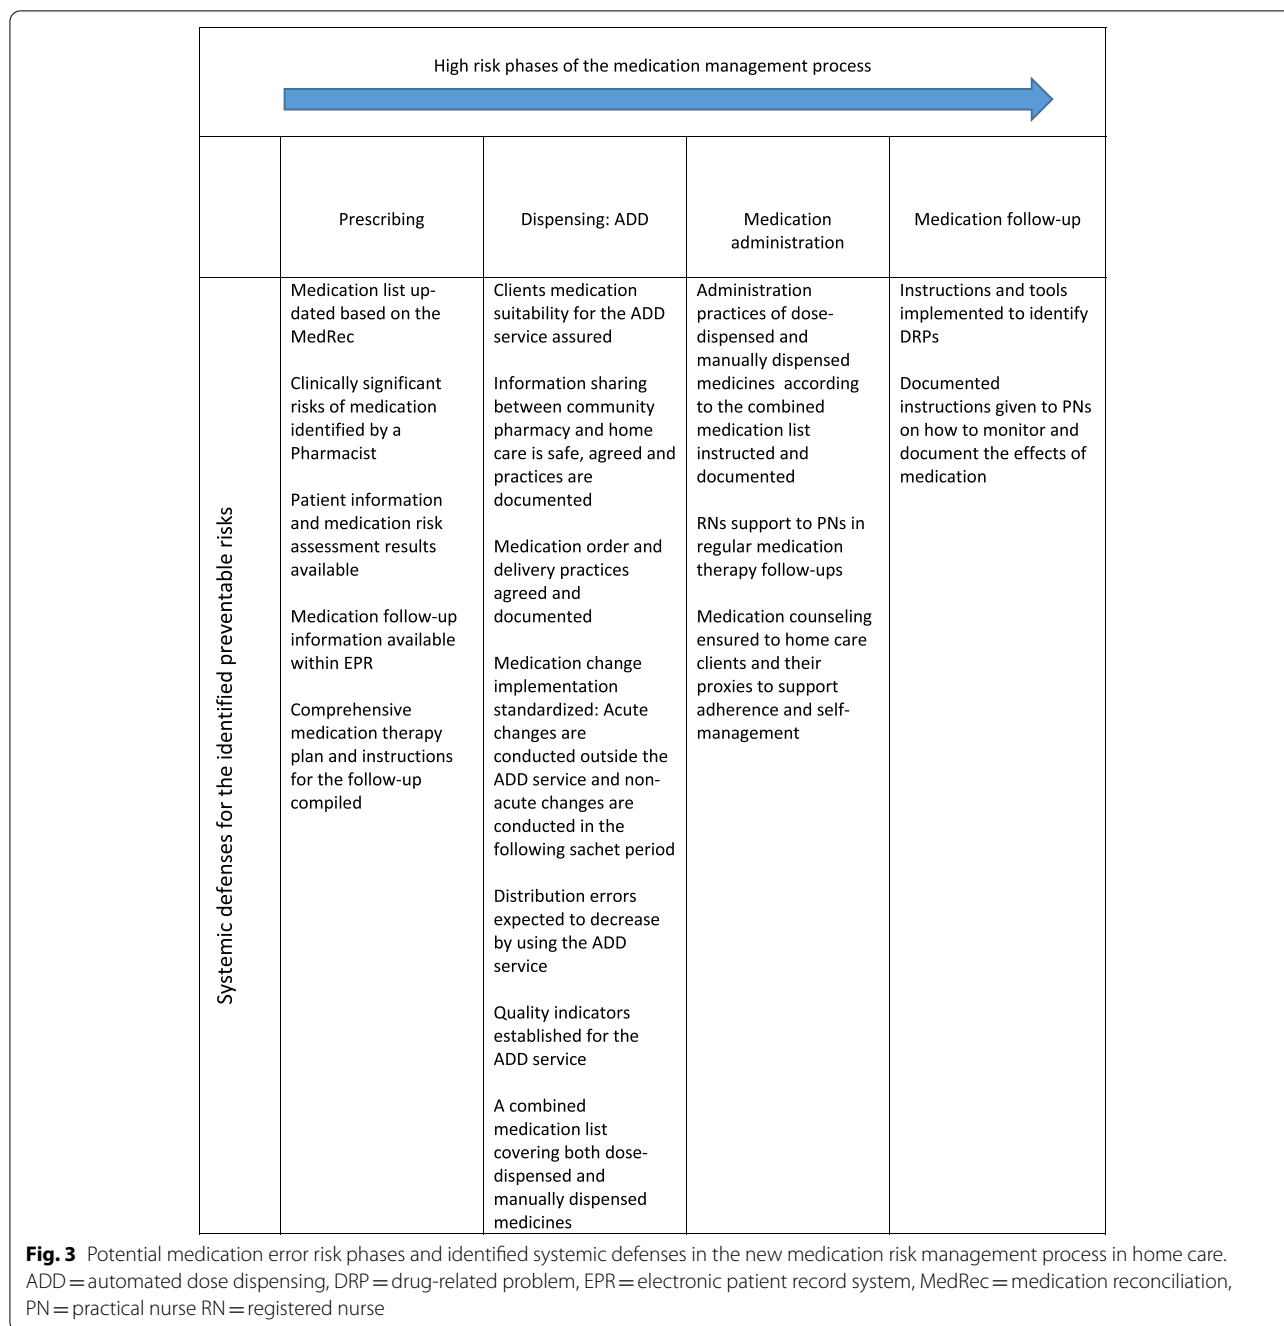 High risk phases of the medication management process
Prescribing
Dispensing: ADD
Medication
administration
Medication follow-up
Systemic defenses for the identified preventable risks
Medication list up-
dated based on the
MedRec
Clinically significant
risks of medication
identified by a
Pharmacist
Patient information
and medication risk
assessment results
available
Medication follow-up
information available
within EPR
Comprehensive
medication therapy
plan and instructions
for the follow-up
compiled
Clients medication
suitability for the ADD
service assured
Information sharing
between community
pharmacy and home
care is safe, agreed and
practices are
documented
Medication order and
delivery practices
agreed and
documented
Medication change
implementation
standardized: Acute
changes are
conducted outside the
ADD service and non-
acute changes are
conducted in the
following sachet period
Distribution errors
expected to decrease
by using the ADD
service
Quality indicators
established for the
ADD service
A combined
medication list
covering both dose-
dispensed and
manually dispensed
medicines
Administration
practices of dose-
dispensed and
manually dispensed
medicines according
to the combined
medication list
instructed and
documented
RNs support to PNs in
regular medication
therapy follow-ups
Medication counseling
ensured to home care
clients and their
proxies to support
adherence and self-
management
Instructions and tools
implemented to identify
DRPs
Documented
instructions given to PNs
on how to monitor and
document the effects of
medication
Fig. 3 Potential medication error risk phases and identified systemic defenses in the new medication risk management process in home care.
ADD = automated dose dispensing, DRP = drug-related problem, EPR = electronic patient record system, MedRec = medication reconciliation,
PN = practical nurse RN = registered nurse